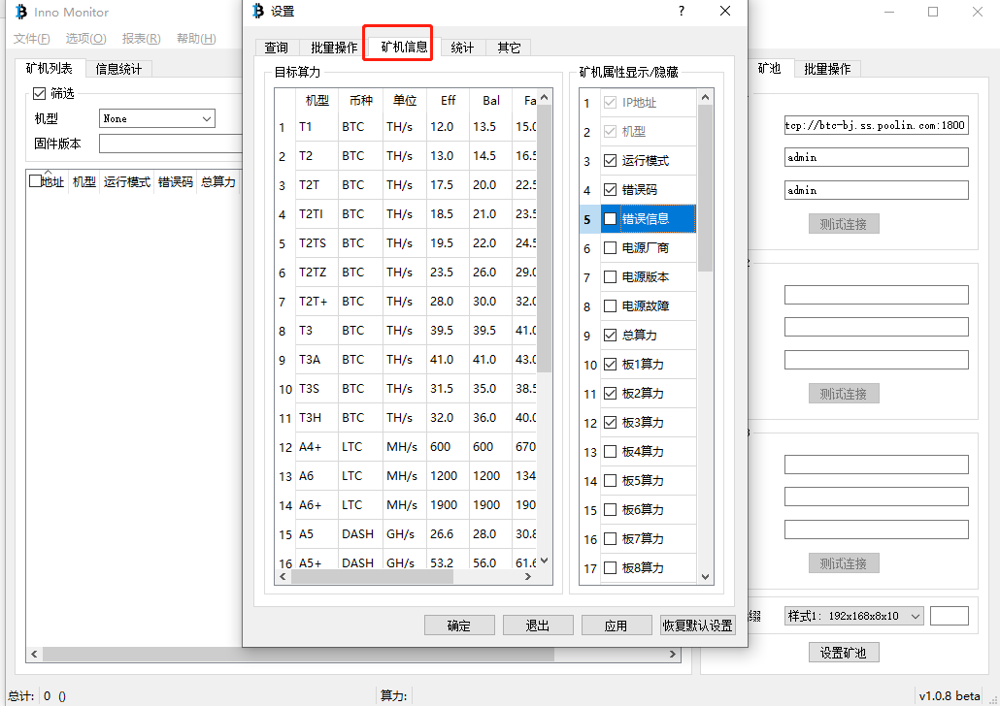 Inno Monitor
文件(F) 选项(O) 报表(R) 帮助(H)
矿机列表 信息统计
筛选
机型 None
固件版本
地址 机型 运行模式 错误码 总算力
设置 ?
查询 批量操作 矿机信息 统计 其它
目标算力
机型 币种 单位 Eff Bal Fa
1 T1 BTC TH/s 12.0 13.5 15.0
2 T2 BTC TH/s 13.0 14.5 16.5
3 T2T BTC TH/s 17.5 20.0 22.5
4 T2TI BTC TH/s 18.5 21.0 23.5
5 T2TS BTC TH/s 19.5 22.0 24.5
6 T2TZ BTC TH/s 23.5 26.0 29.0
7 T2T+ BTC TH/s 28.0 30.0 32.0
8 T3 BTC TH/s 39.5 39.5 41.0
9 T3A BTC TH/s 41.0 41.0 43.0
10 T3S BTC TH/s 31.5 35.0 38.5
11 T3H BTC TH/s 32.0 36.0 40.0
12 A4+ LTC MH/s 600 600 670
13 A6 LTC MH/s 1200 1200 134
14 A6+ LTC MH/s 1900 1900 190
15 A5 DASH GH/s 26.6 28.0 30.8
16 A5+ DASH GH/s 53.2 56.0 61.6
矿机属性显示/隐藏
1 IP地址
2 机型
3 运行模式
4 错误码
5 错误信息
6 电源厂商
7 电源版本
8 电源故障
9 总算力
10 板1算力
11 板2算力
12 板3算力
13 板4算力
14 板5算力
15 板6算力
16 板7算力
17 板8算力
确定 退出 应用 恢复默认设置
矿池 批量操作
tcp://btc-bj.ss.poolin.com:1800
admin
admin
测试连接
2
测试连接
3
测试连接
缀 样式1: 192x168x8x10
设置矿池
总计: 0 () 算力: v1.0.8 beta